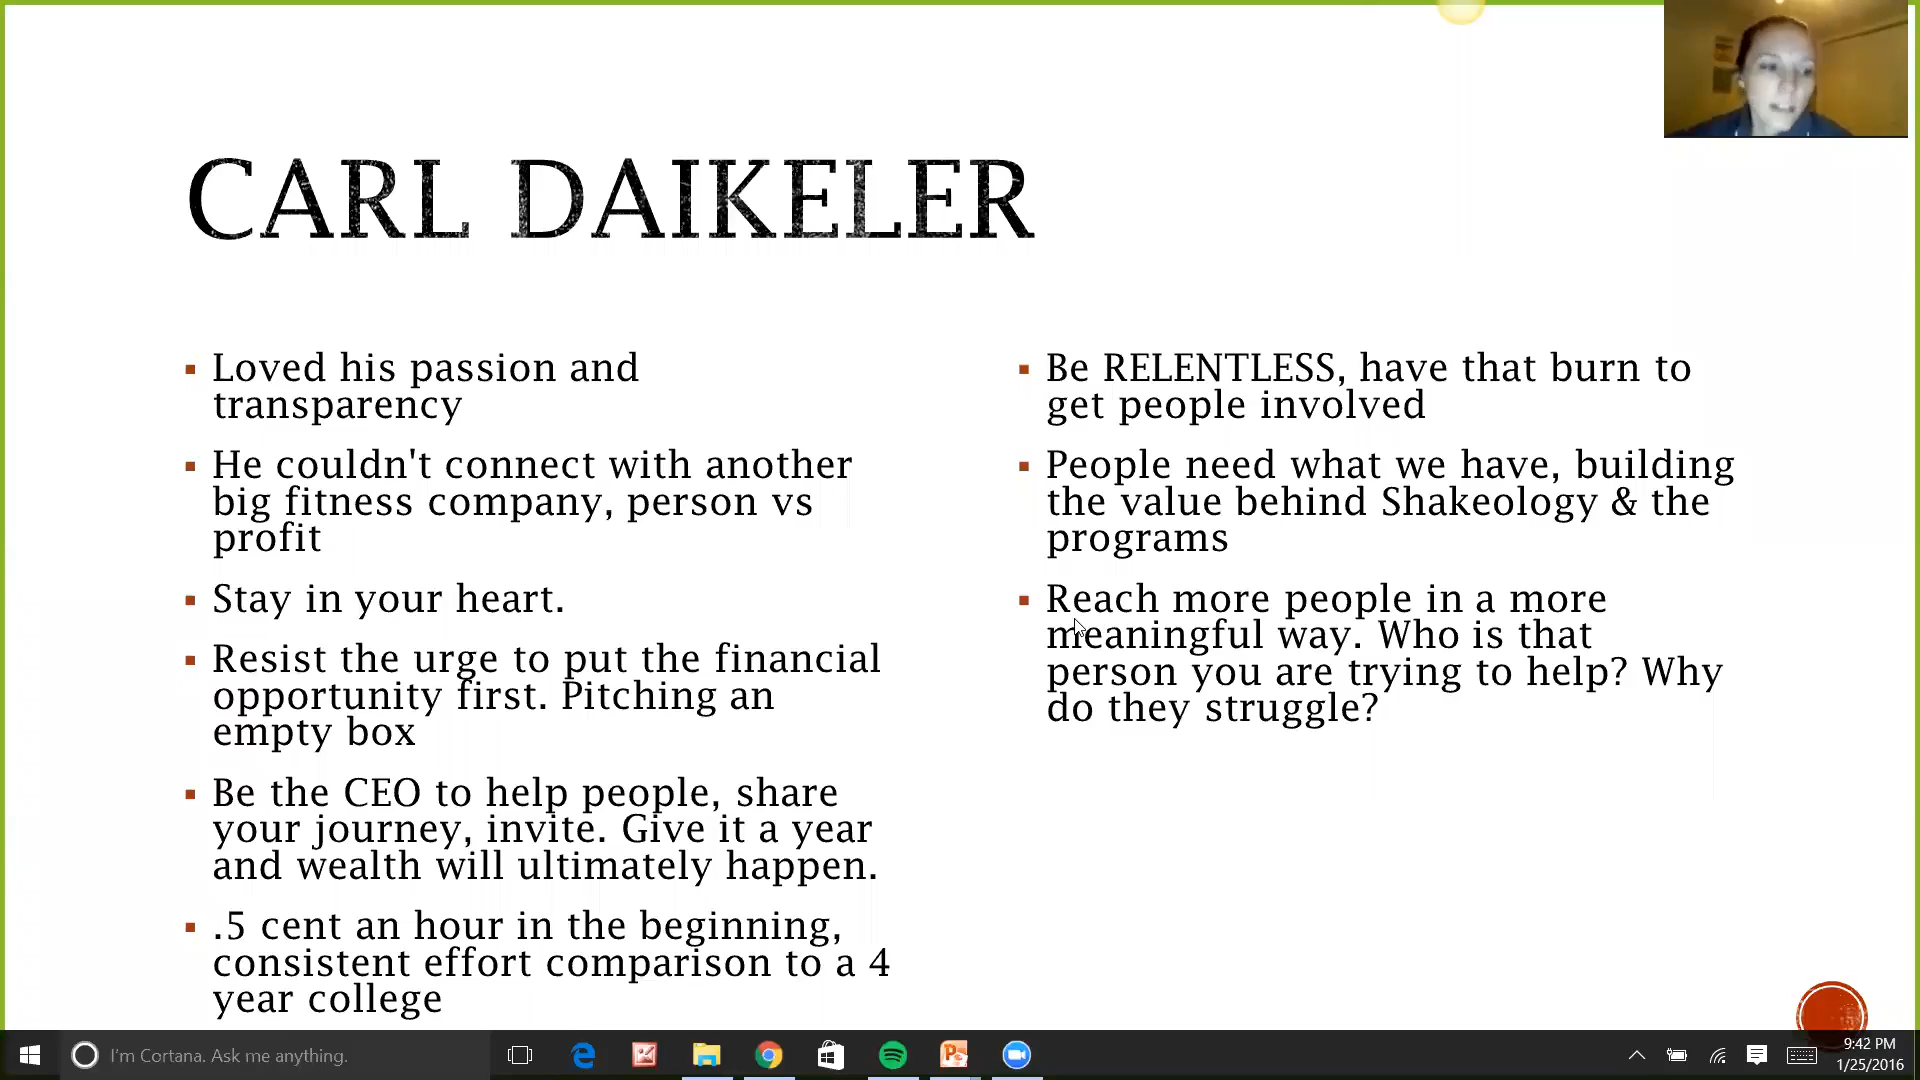 CARL DAIKELER
Loved his passion and
transparency
He couldn't connect with another
big fitness company, person vs
profit
Stay in your heart.
Resist the urge to put the financial
opportunity first. Pitching an
empty box
Be the CEO to help people, share
your journey, invite. Give it a year
and wealth will ultimately happen.
.5 cent an hour in the beginning,
consistent effort comparison to a 4
year college
Be RELENTLESS, have that burn to
get people involved
People need what we have, building
the value behind Shakeology & the
programs
Reach more people in a more
meaningful way. Who is that
person you are trying to help? Why
do they struggle?
I'm Cortana. Ask me anything.
9:42 PM
1/25/2016